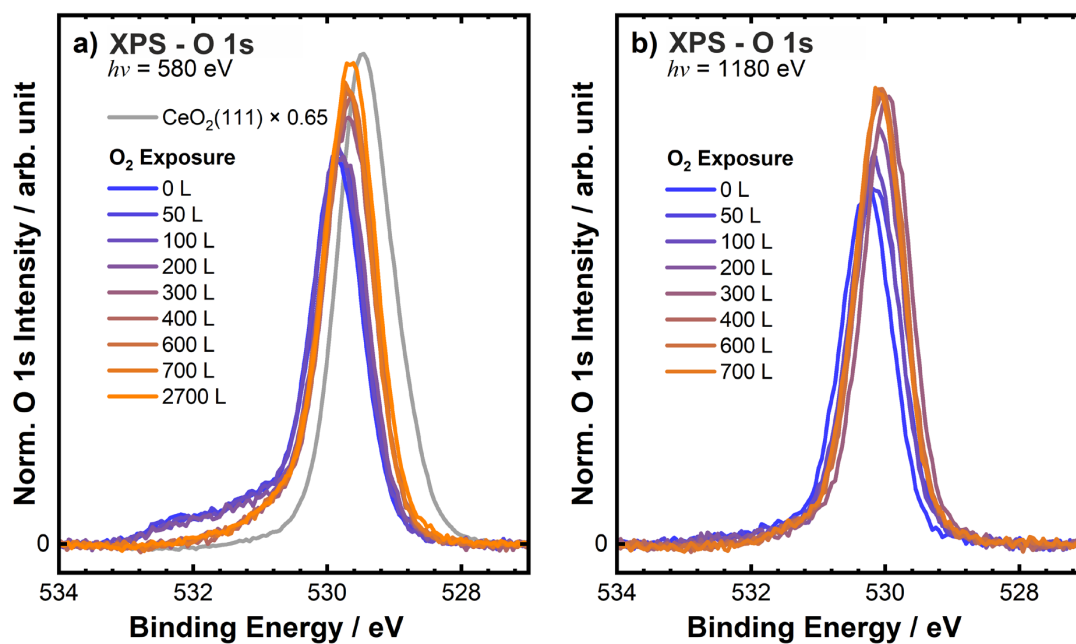 a) XPS - O 1s
hν = 580 eV
CeO₂(111) × 0.65
O₂ Exposure
0 L
50 L
100 L
200 L
300 L
400 L
600 L
700 L
2700 L
Norm. O 1s Intensity / arb. unit
0
534 532 530 528
Binding Energy / eV
b) XPS - O 1s
hν = 1180 eV
O₂ Exposure
0 L
50 L
100 L
200 L
300 L
400 L
600 L
700 L
Norm. O 1s Intensity / arb. unit
0
534 532 530 528
Binding Energy / eV